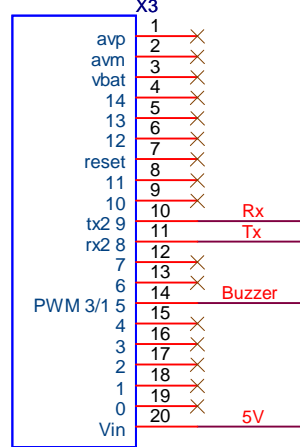 X3
avp 1
avm 2
vbat 3
14 4
13 5
12 6
reset 7
11 8
10 9
tx2 9 10 Rx
rx2 8 11 Tx
7 12
6 13
PWM 3/1 5 14 Buzzer
4 15
3 16
2 17
1 18
0 19
Vin 20 5V